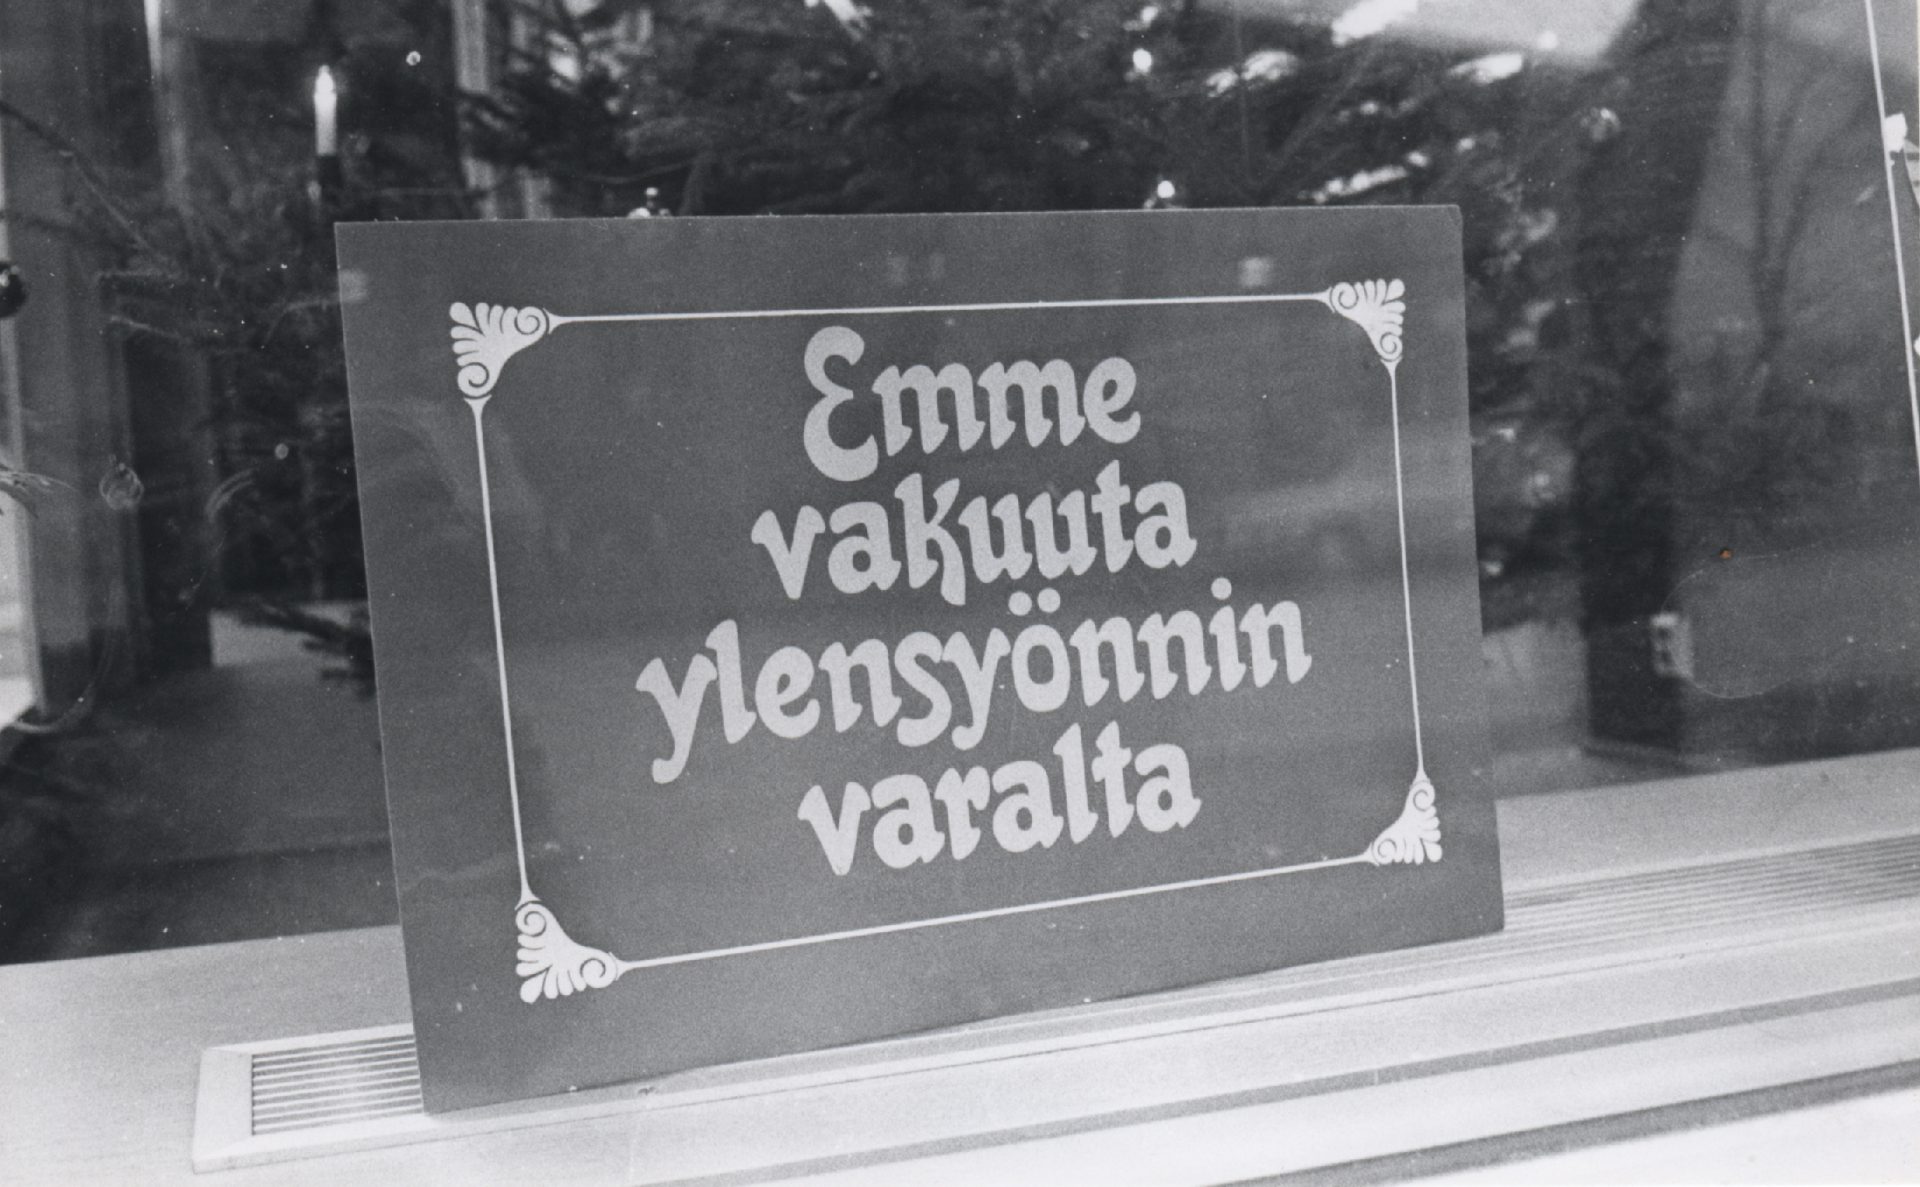 Emme
vakuuta
ylensyönnin
varalta